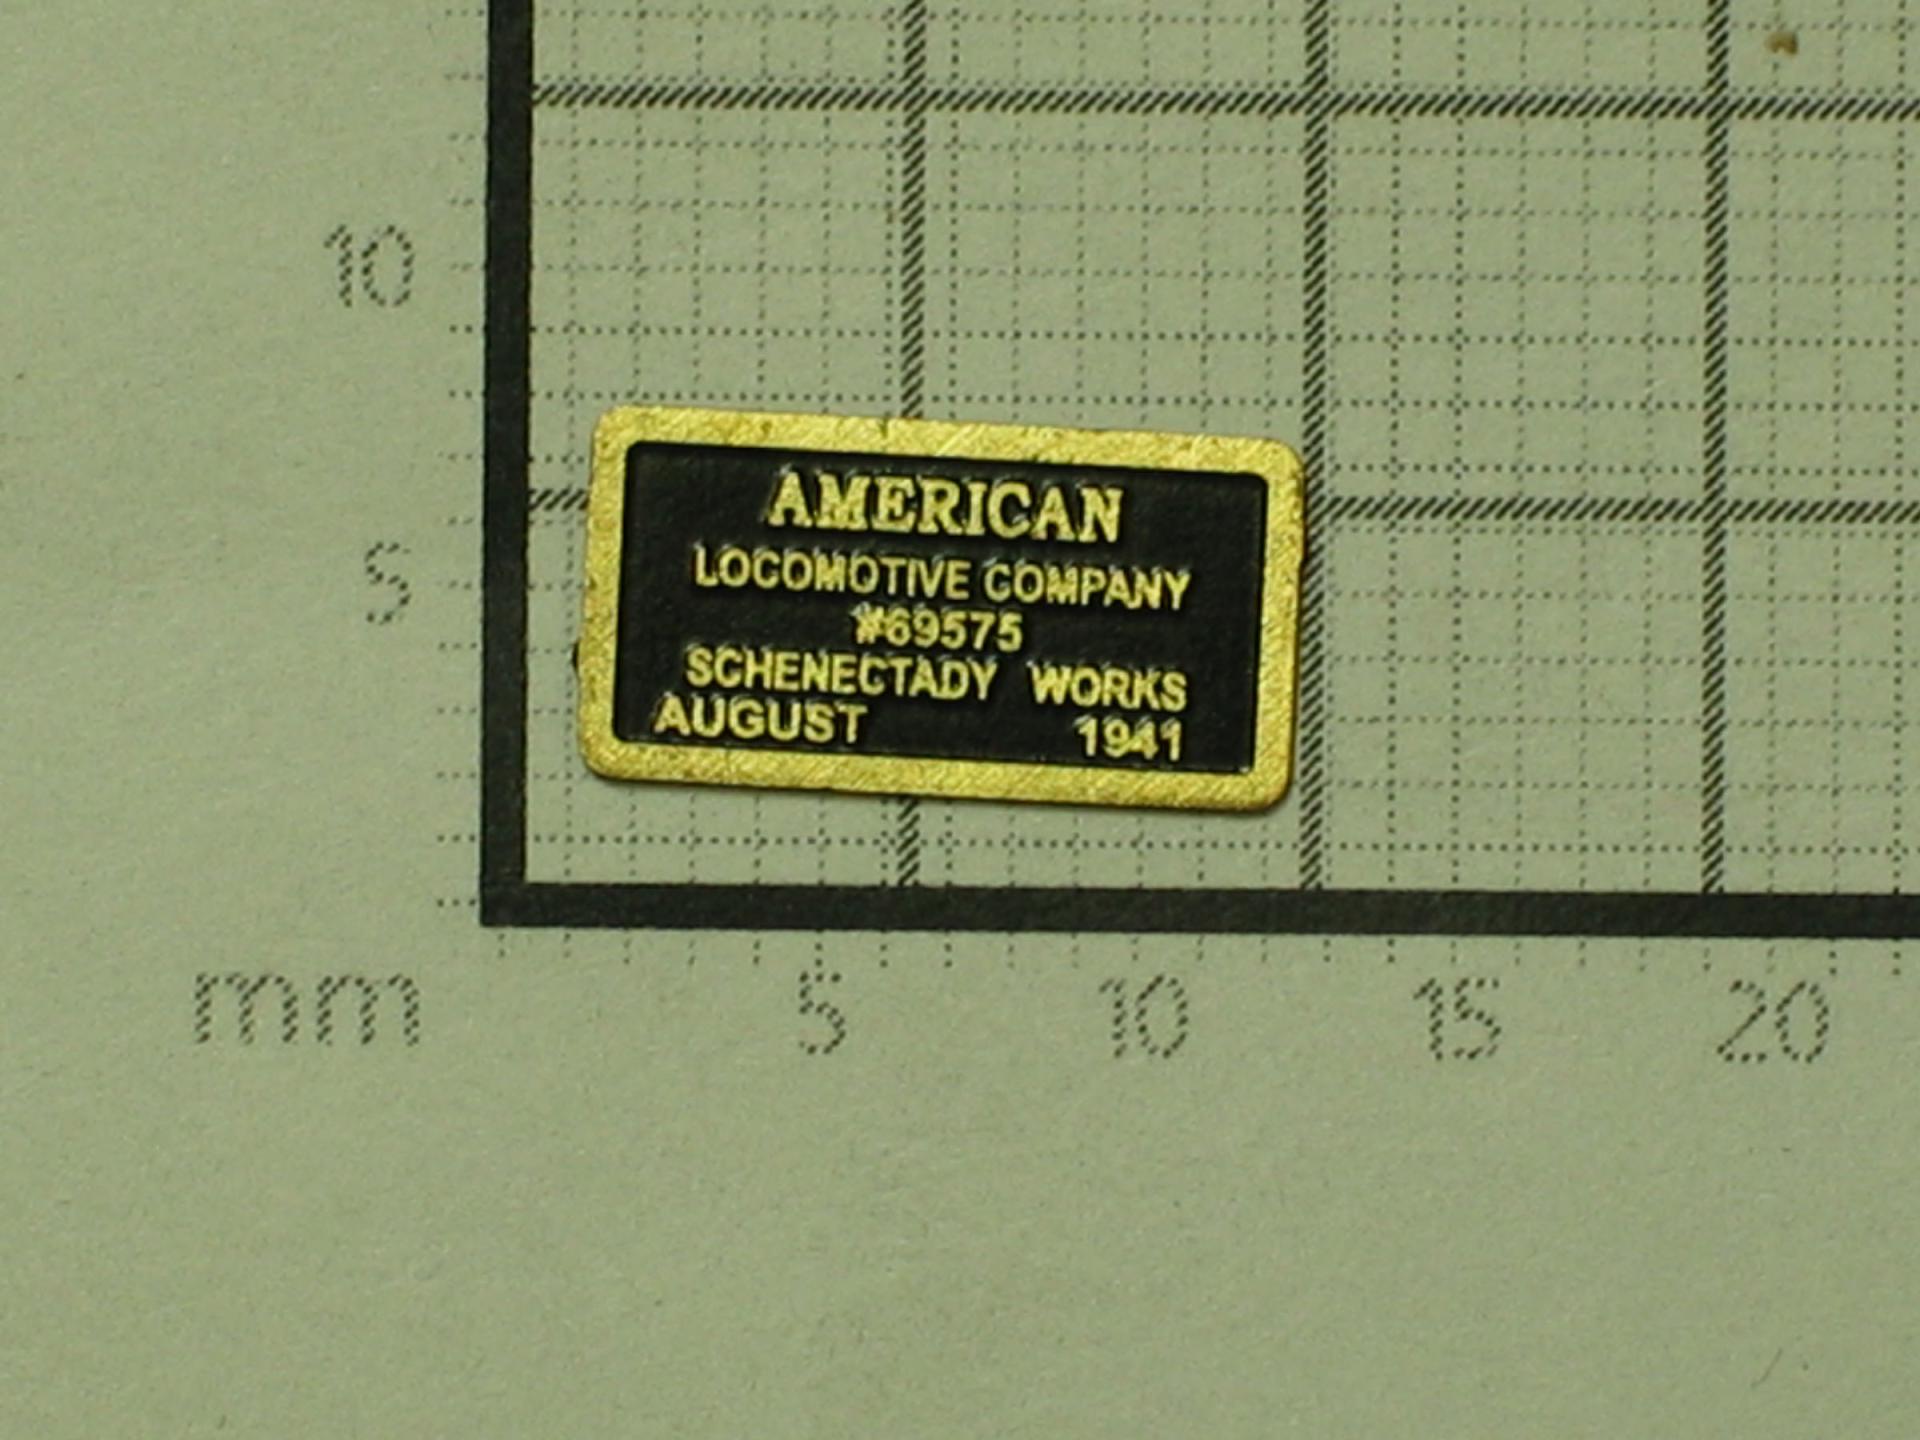 10
AMERICAN
LOCOMOTIVE COMPANY
5
#69575
SCHENECTADY WORKS
AUGUST 1941
mm 5 10 15 20